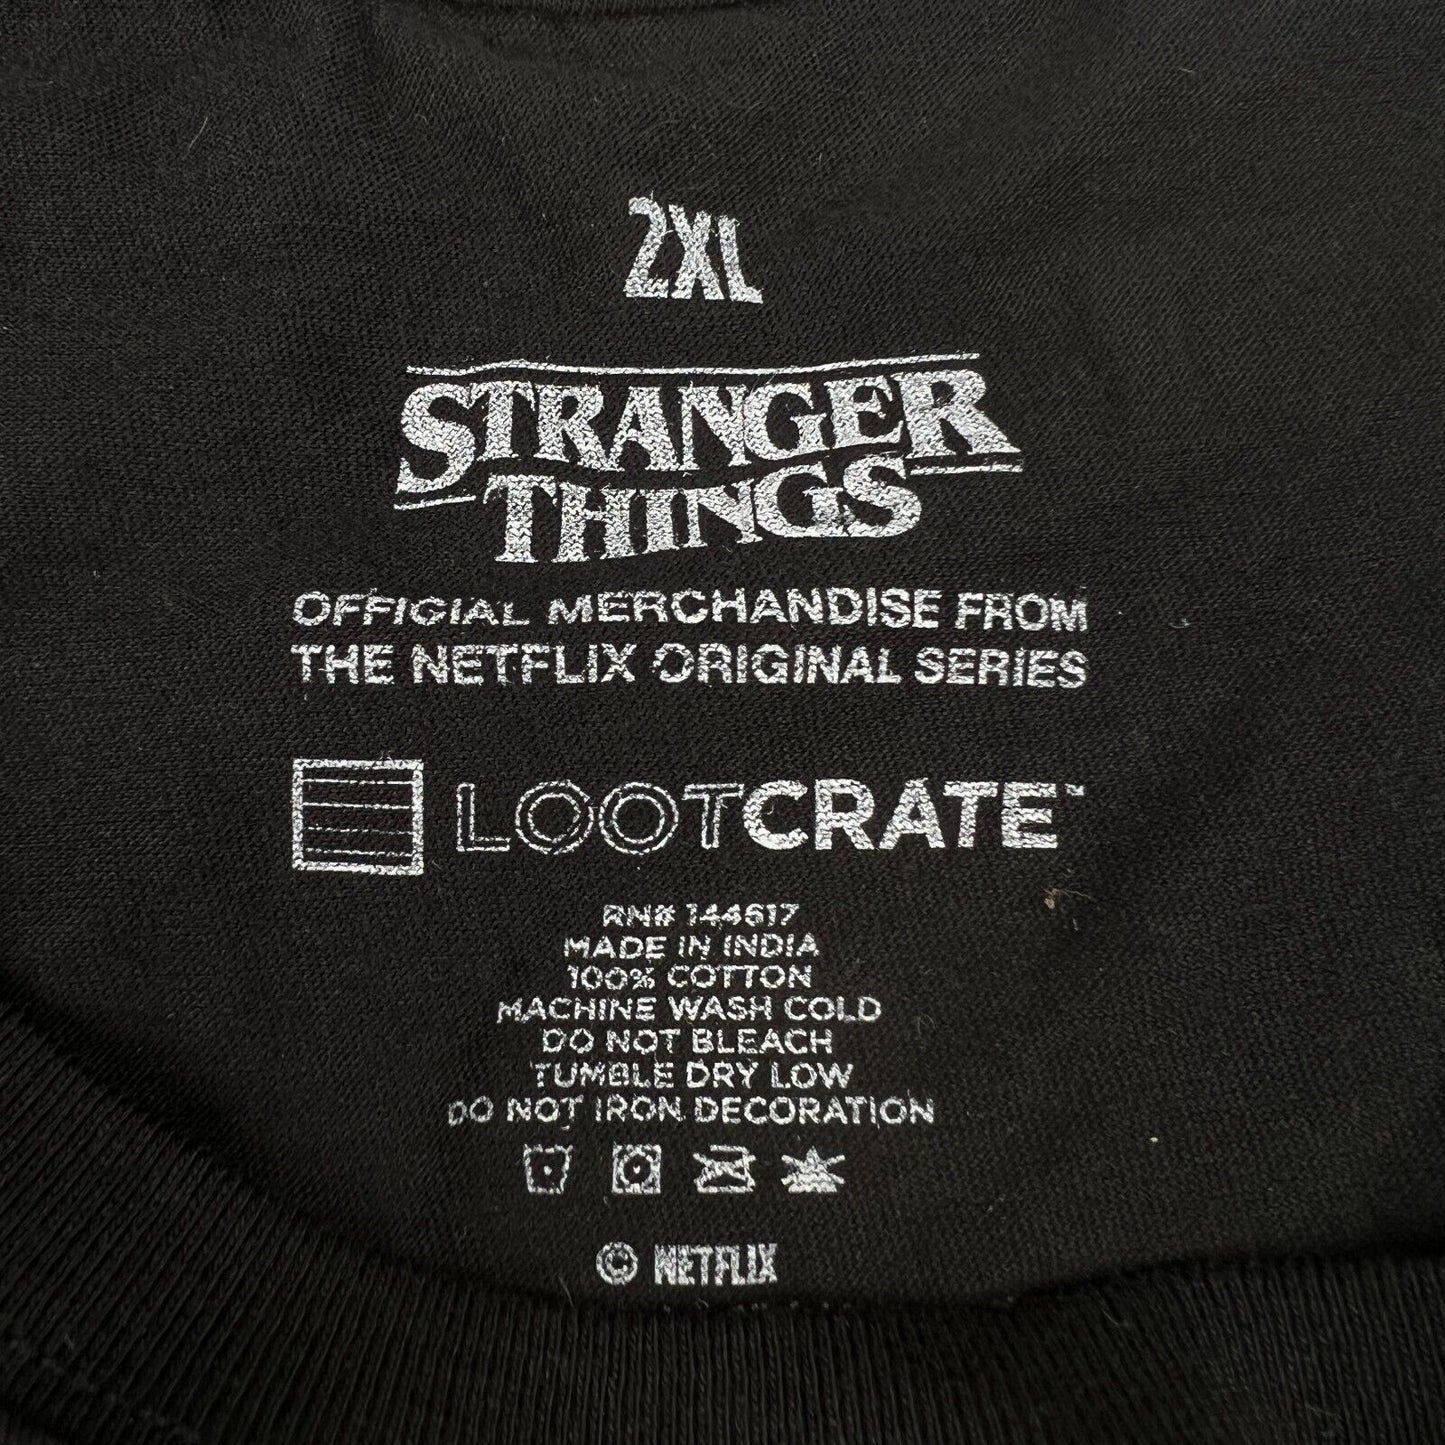 2XL
STRANGER
THINGS
OFFICIAL MERCHANDISE FROM
THE NETFLIX ORIGINAL SERIES
LOOTCRATE™
RN# 144617
MADE IN INDIA
100% COTTON
MACHINE WASH COLD
DO NOT BLEACH
TUMBLE DRY LOW
DO NOT IRON DECORATION
© NETFLIX